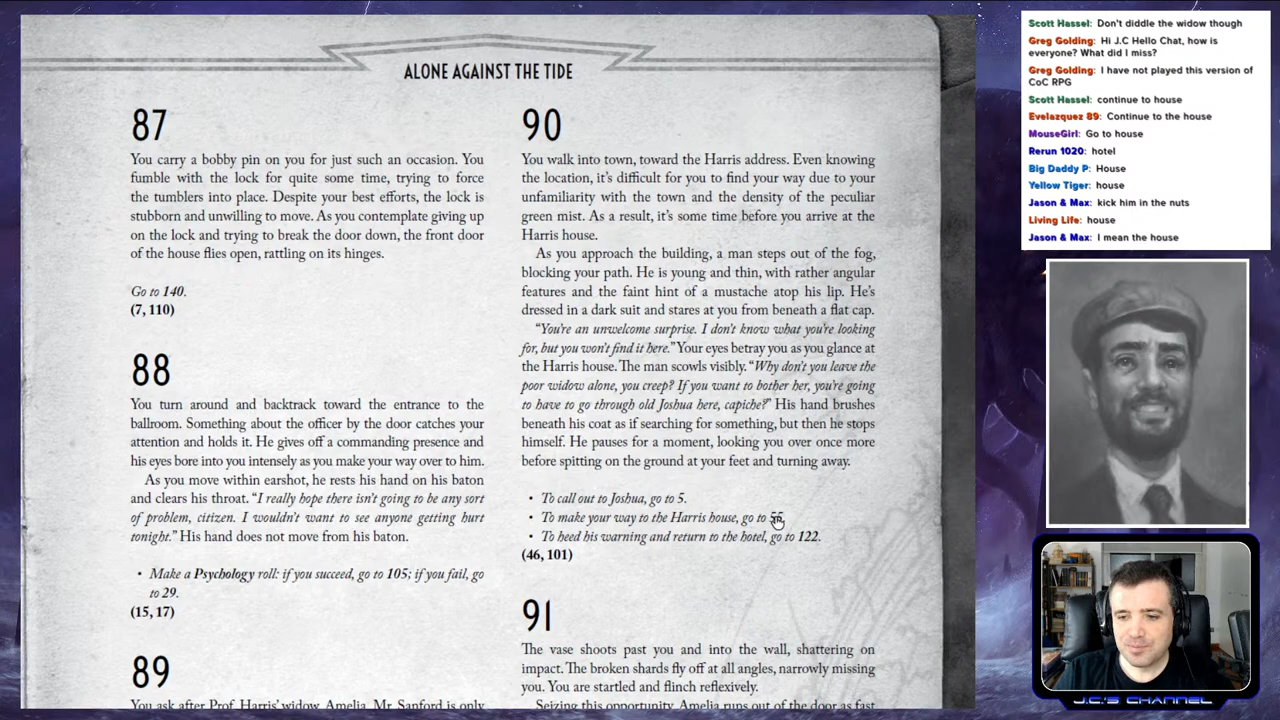 ALONE AGAINST THE TIDE
87
You carry a bobby pin on you for just such an occasion. You
fumble with the lock for quite some time, trying to force
the tumblers into place. Despite your best efforts, the lock is
stubborn and unwilling to move. As you contemplate giving up
on the lock and trying to break the door down, the front door
of the house flies open, rattling on its hinges.
Go to 140.
(7, 110)
88
You turn around and backtrack toward the entrance to the
ballroom. Something about the officer by the door catches your
attention and holds it. He gives off a commanding presence and
his eyes bore into you intensely as you make your way over to him.
As you move within earshot, he rests his hand on his baton
and clears his throat. "I really hope there isn't going to be any sort
of problem, citizen. I wouldn't want to see anyone getting hurt
tonight." His hand does not move from his baton.
• Make a Psychology roll: if you succeed, go to 105; if you fail, go
to 29.
(15, 17)
89
You ask after Prof. Harris' widow, Amelia. Mr. Sanford is only
90
You walk into town, toward the Harris address. Even knowing
the location, it's difficult for you to find your way due to your
unfamiliarity with the town and the density of the peculiar
green mist. As a result, it's some time before you arrive at the
Harris house.
As you approach the building, a man steps out of the fog,
blocking your path. He is young and thin, with rather angular
features and the faint hint of a mustache atop his lip. He's
dressed in a dark suit and stares at you from beneath a flat cap.
"You're an unwelcome surprise. I don't know what you're looking
for, but you won't find it here." Your eyes betray you as you glance at
the Harris house. The man scowls visibly. "Why don't you leave the
poor widow alone, you creep? If you want to bother her, you're going
to have to go through old Joshua here, capiche?" His hand brushes
beneath his coat as if searching for something, but then he stops
himself. He pauses for a moment, looking you over once more
before spitting on the ground at your feet and turning away.
• To call out to Joshua, go to 5.
• To make your way to the Harris house, go to 55.
• To heed his warning and return to the hotel, go to 122.
(46, 101)
91
The vase shoots past you and into the wall, shattering on
impact. The broken shards fly off at all angles, narrowly missing
you. You are startled and flinch reflexively.
Seizing this opportunity, Amelia runs out of the door as fast
Scott Hassel: Don't diddle the widow though
Greg Golding: Hi J.C Hello Chat, how is
everyone? What did I miss?
Greg Golding: I have not played this version of
CoC RPG
Scott Hassel: continue to house
Evelazquez 89: Continue to the house
MouseGirl: Go to house
Rerun 1020: hotel
Big Daddy P: House
Yellow Tiger: house
Jason & Max: kick him in the nuts
Living Life: house
Jason & Max: I mean the house
J.C.'S CHANNEL